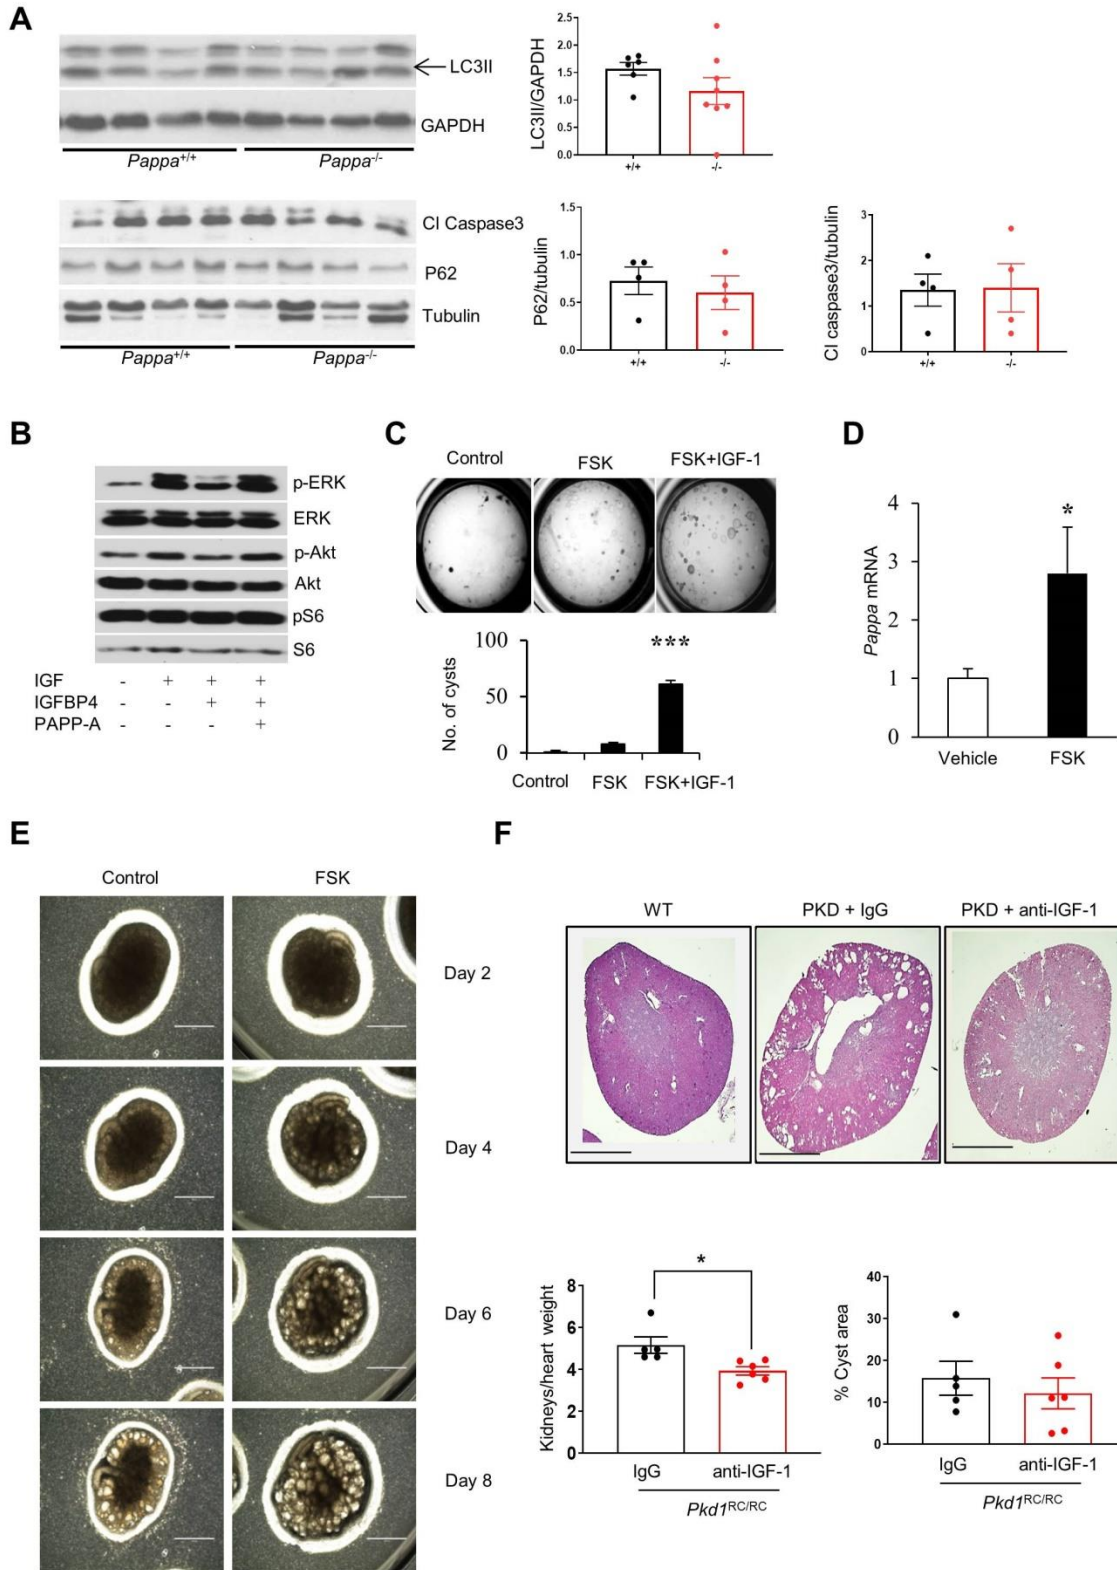 A
LC3II
GAPDH
Pappa+/+ Pappa-/-
LC3II/GAPDH
2.5
2.0
1.5
1.0
0.5
0.0
+/+ -/-
Cl Caspase3
P62
Tubulin
Pappa+/+ Pappa-/-
P62/tubulin
1.5
1.0
0.5
0.0
+/+ -/-
Cl caspase3/tubulin
3
2
1
0
+/+ -/-
B
p-ERK
ERK
p-Akt
Akt
pS6
S6
IGF - + + +
IGFBP4 - - + +
PAPP-A - - - +
C
Control FSK FSK+IGF-1
No. of cysts
100
50
0
***
Control FSK FSK+IGF-1
D
Pappa mRNA
4
3
2
1
0
*
Vehicle FSK
E
Control FSK
Day 2
Day 4
Day 6
Day 8
F
WT PKD + IgG PKD + anti-IGF-1
Kidneys/heart weight
8
6
4
2
0
*
IgG anti-IGF-1
Pkd1RC/RC
% Cyst area
40
30
20
10
0
IgG anti-IGF-1
Pkd1RC/RC